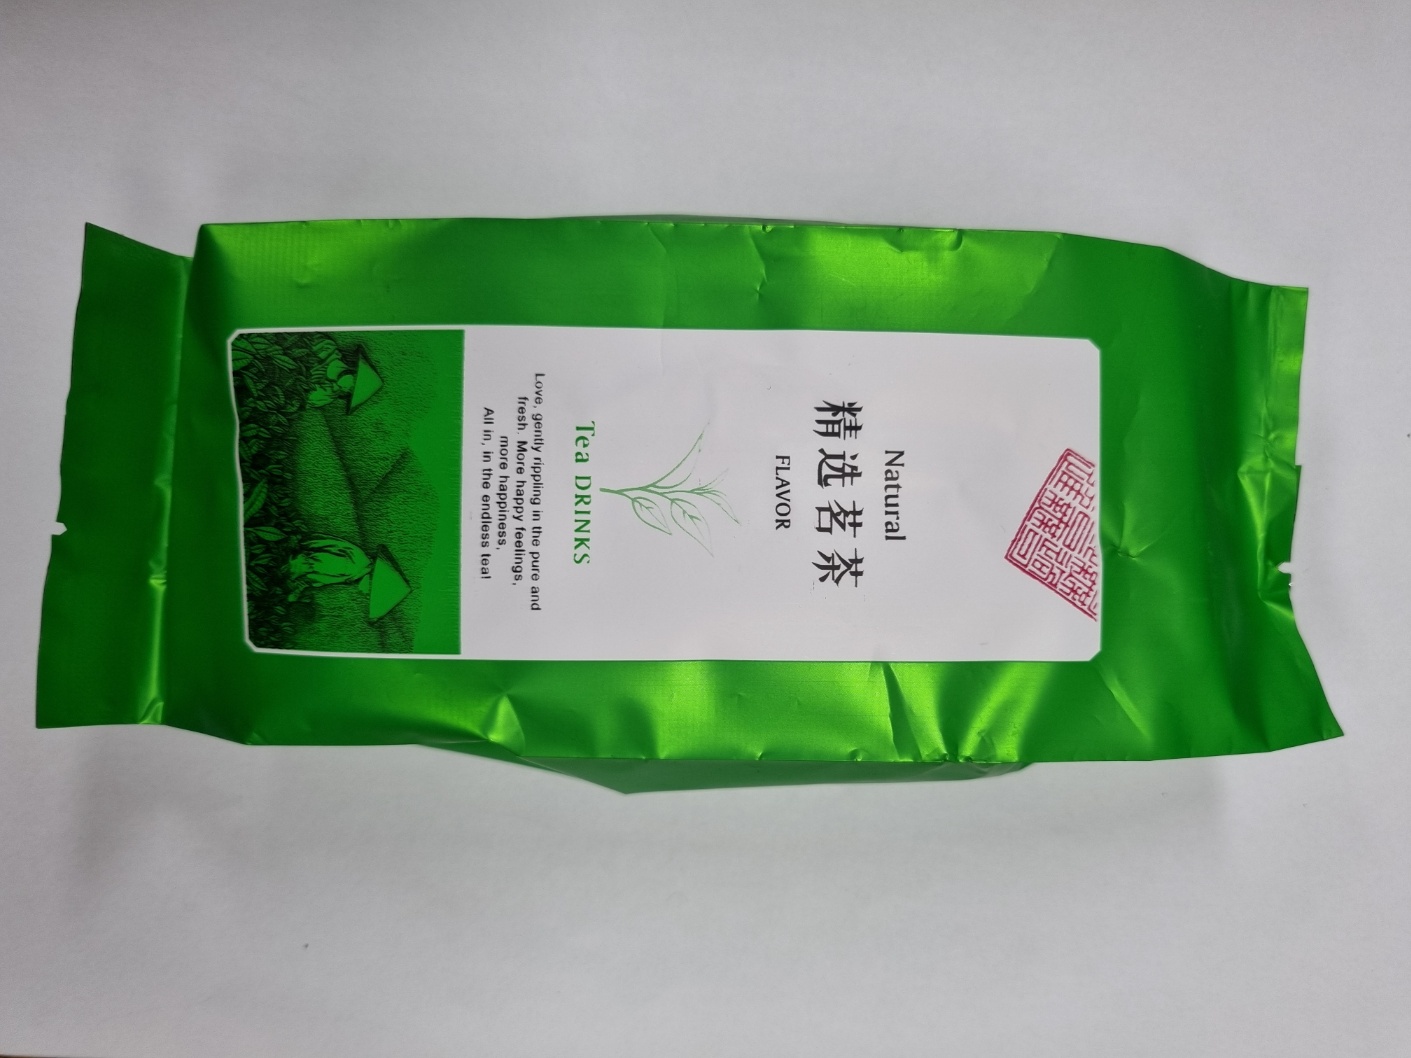 Natural
精选茗茶
FLAVOR
Tea DRINKS
Love, gently rippling in the pure and
fresh. More happy feelings,
more happiness,
All in, in the endless tea!